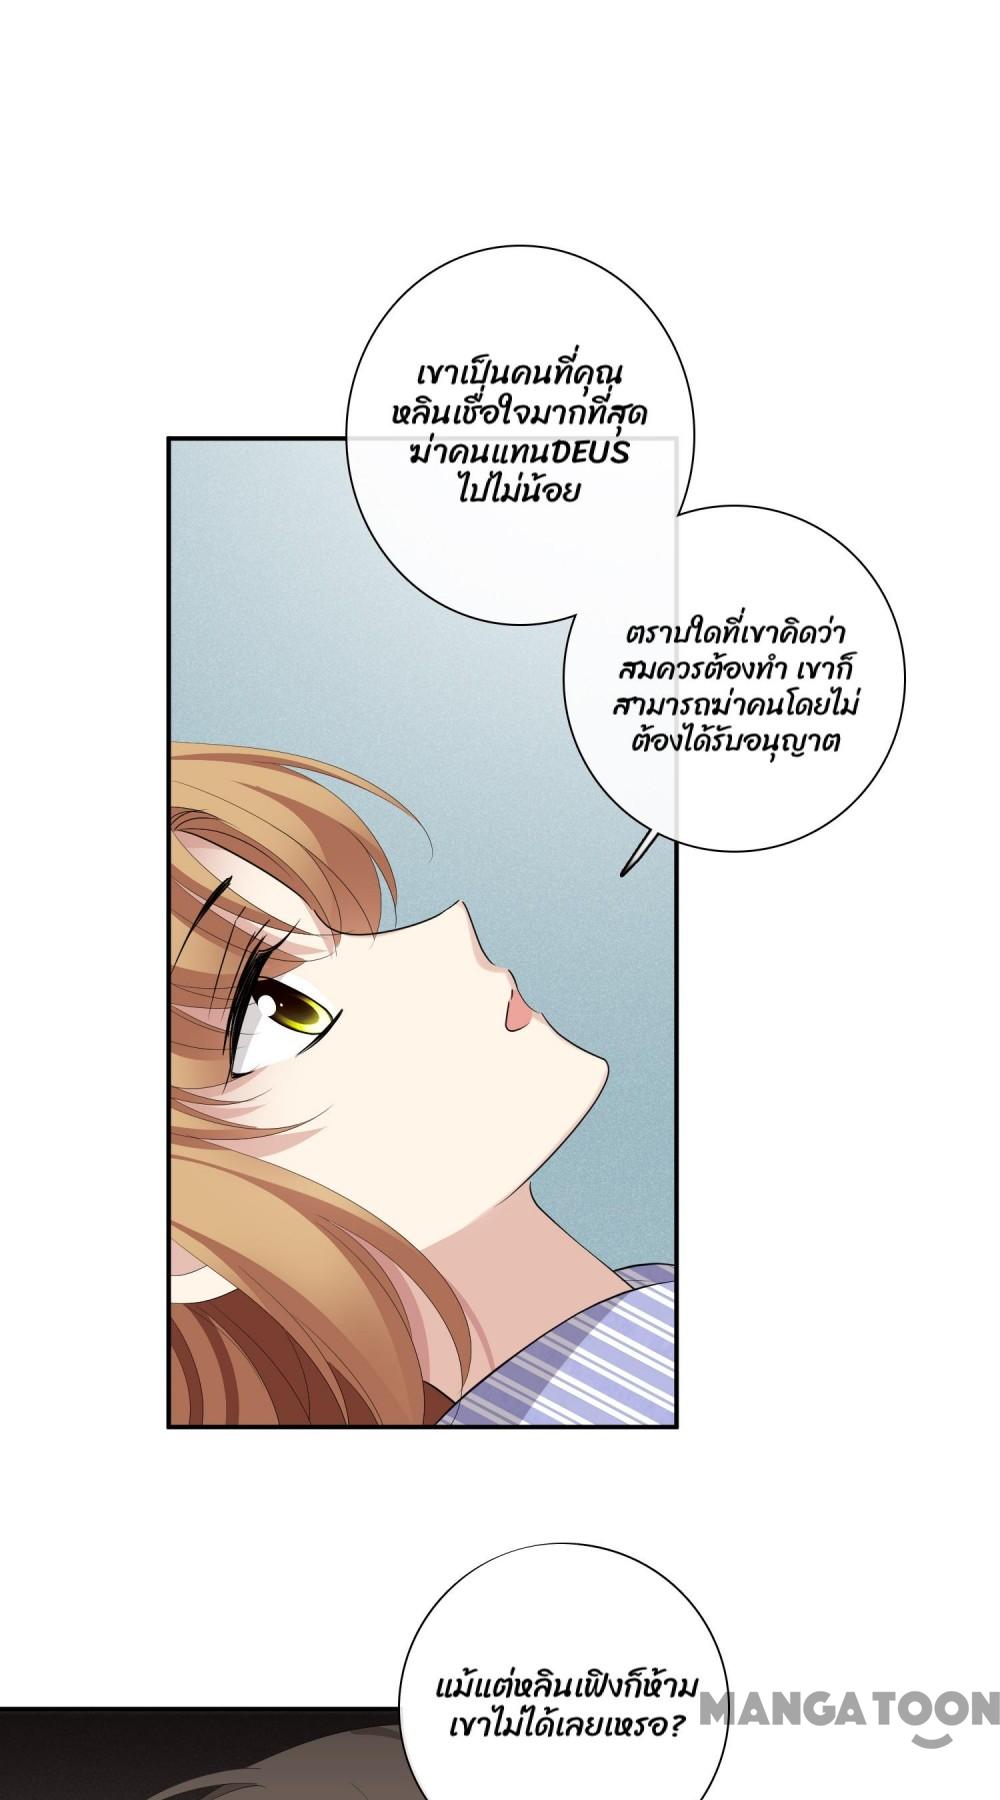 เขาเป็นคนที่คุณ
หลินเชื่อใจมากที่สุด
ฆ่าคนแทนDEUS
ไปไม่น้อย
ตราบใดที่เขาคิดว่า
สมควรต้องทำ เขาก็
สามารถฆ่าคนโดยไม่
ต้องได้รับอนุญาต
แม้แต่หลินเฟิงก็ห้าม
เขาไม่ได้เลยเหรอ?
MANGATOON